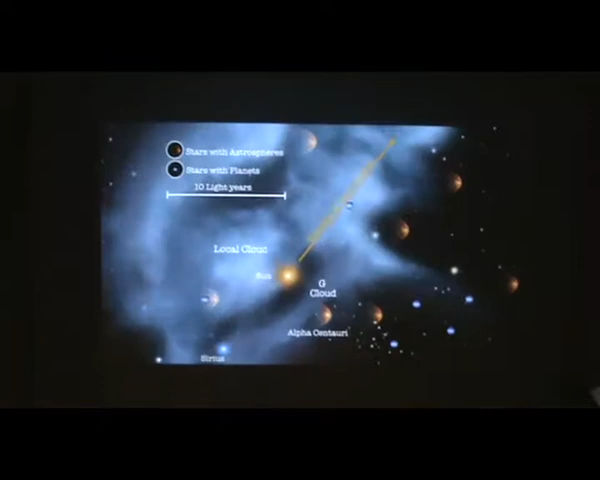 Stars with Astrospheres
Stars with Planets
10 Light years
Local Cloud
Sun
G
Cloud
Alpha Centauri
Sirius